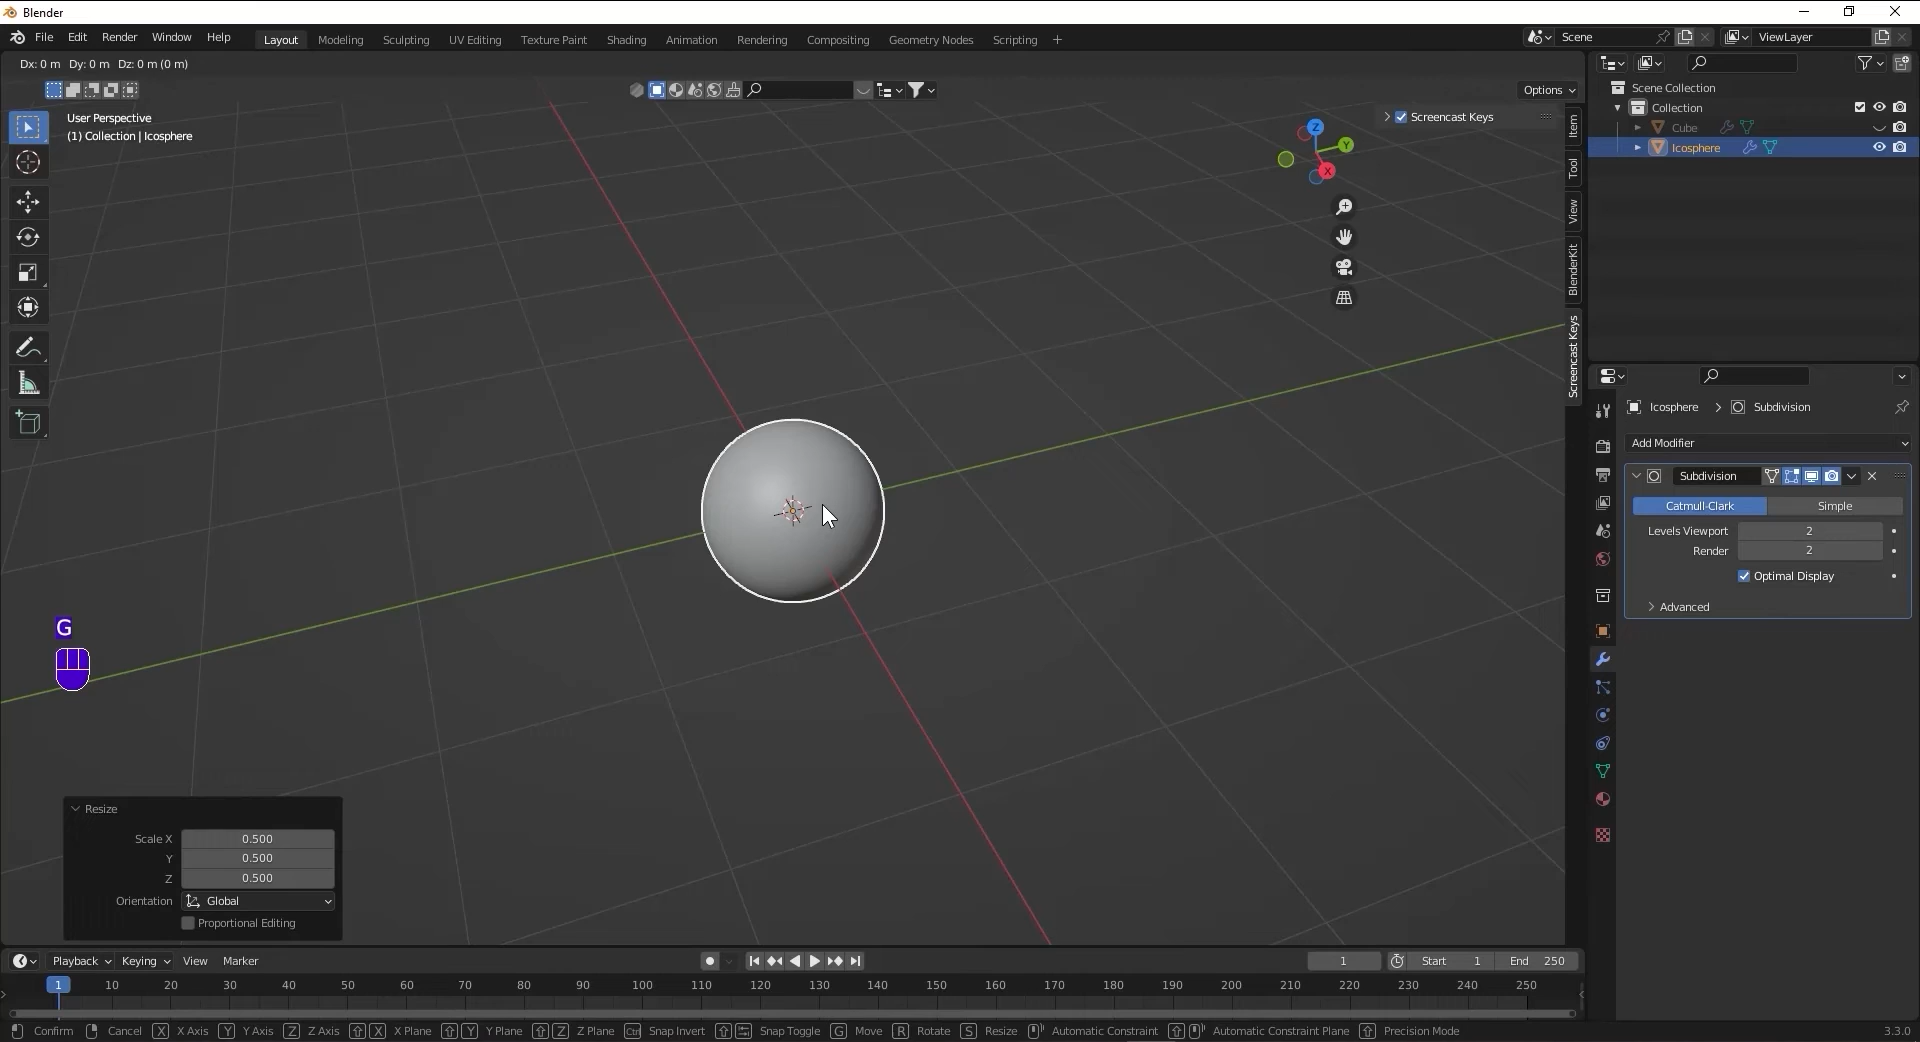 Blender
File Edit Render Window Help Layout Modeling Sculpting UV Editing Texture Paint Shading Animation Rendering Compositing Geometry Nodes Scripting + Scene ViewLayer
Dx: 0 m Dy: 0 m Dz: 0 m (0 m)
Options
User Perspective
(1) Collection | Icosphere
Screencast Keys
Z
Y
X
Item
Tool
View
BlenderKit
Screencast Keys
Scene Collection
Collection
Cube
Icosphere
Icosphere > Subdivision
Add Modifier
Subdivision
Catmull-Clark Simple
Levels Viewport 2
Render 2
Optimal Display
Advanced
G
Resize
Scale X 0.500
Y 0.500
Z 0.500
Orientation Global
Proportional Editing
Playback Keying View Marker 1 Start 1 End 250
1 10 20 30 40 50 60 70 80 90 100 110 120 130 140 150 160 170 180 190 200 210 220 230 240 250
Confirm Cancel X X Axis Y Y Axis Z Z Axis X X Plane Y Y Plane Z Z Plane Ctrl Snap Invert Snap Toggle G Move R Rotate S Resize Automatic Constraint Automatic Constraint Plane Precision Mode 3.3.0